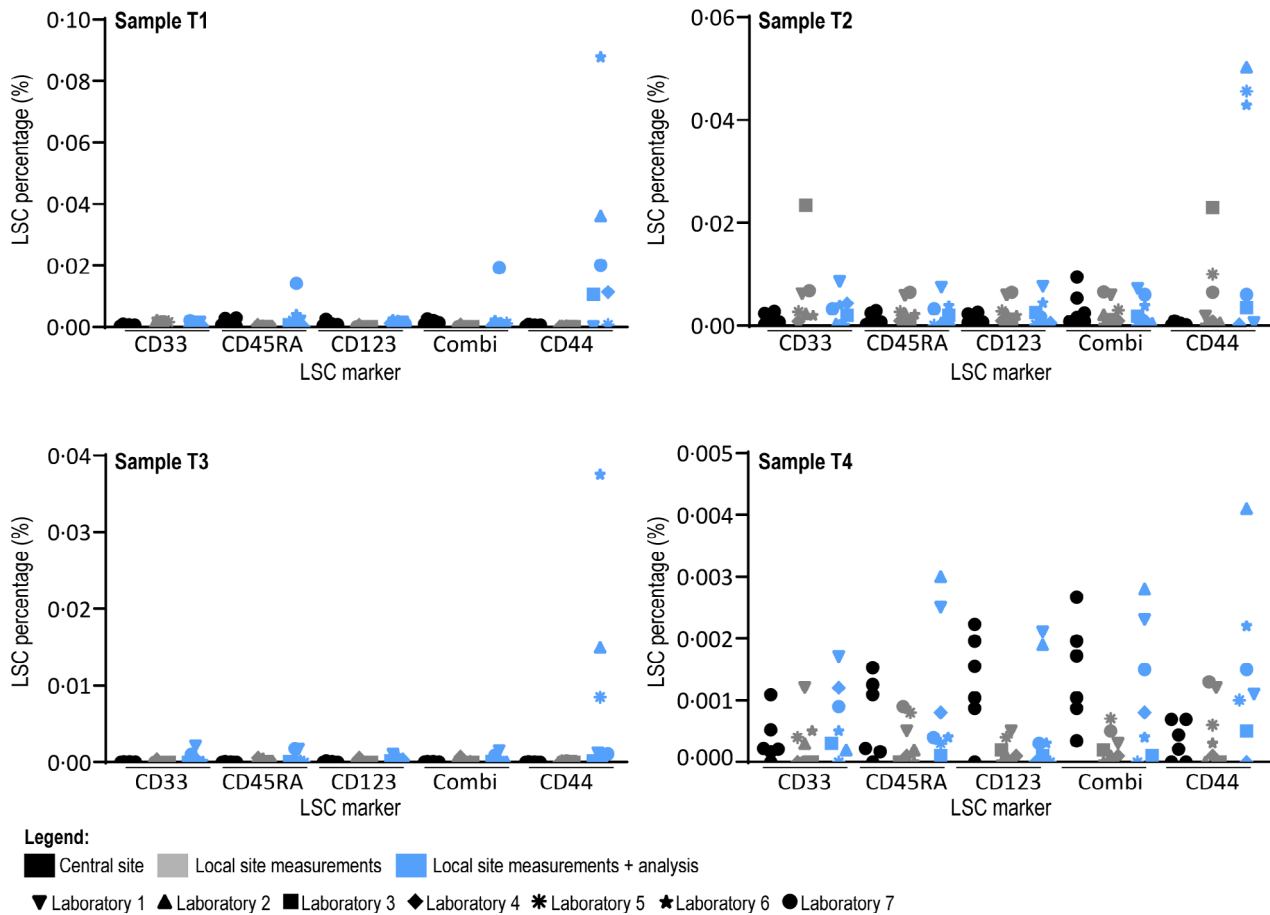 Sample T1
0·10
0·08
0·06
0·04
0·02
0·00
LSC percentage (%)
CD33 CD45RA CD123 Combi CD44
LSC marker
Sample T2
0·06
0·04
0·02
0·00
LSC percentage (%)
CD33 CD45RA CD123 Combi CD44
LSC marker
Sample T3
0·04
0·03
0·02
0·01
0·00
LSC percentage (%)
CD33 CD45RA CD123 Combi CD44
LSC marker
Sample T4
0·005
0·004
0·003
0·002
0·001
0·000
LSC percentage (%)
CD33 CD45RA CD123 Combi CD44
LSC marker
Legend:
Central site Local site measurements Local site measurements + analysis
Laboratory 1 Laboratory 2 Laboratory 3 Laboratory 4 Laboratory 5 Laboratory 6 Laboratory 7